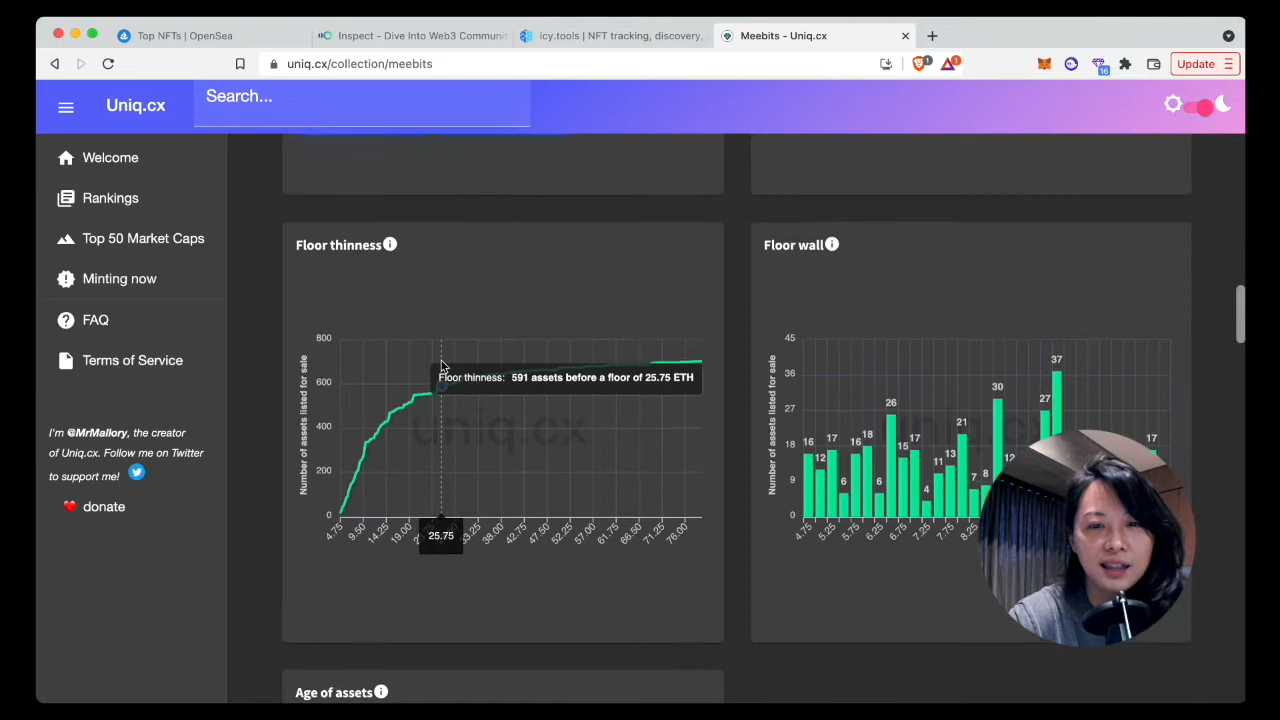 Top NFTs | OpenSea
Inspect - Dive Into Web3 Communit
icy.tools | NFT tracking, discovery,
Meebits - Uniq.cx
uniq.cx/collection/meebits
1
1
16
Update
Uniq.cx
Search...
Welcome
Rankings
Top 50 Market Caps
Minting now
FAQ
Terms of Service
I'm @MrMallory, the creator
of Uniq.cx. Follow me on Twitter
to support me!
donate
Floor thinness
Number of assets listed for sale
800
600
400
200
0
Floor thinness: 591 assets before a floor of 25.75 ETH
uniq.cx
4.75
9.50
14.25
19.00
25.75
33.25
38.00
42.75
47.50
52.25
57.00
61.75
66.50
71.25
76.00
Floor wall
Number of assets listed for sale
45
36
27
18
9
0
16
12
17
6
16
18
6
26
15
17
4
11
13
21
7
8
30
27
37
17
4.75
5.25
5.75
6.25
6.75
7.25
7.75
8.25
Age of assets